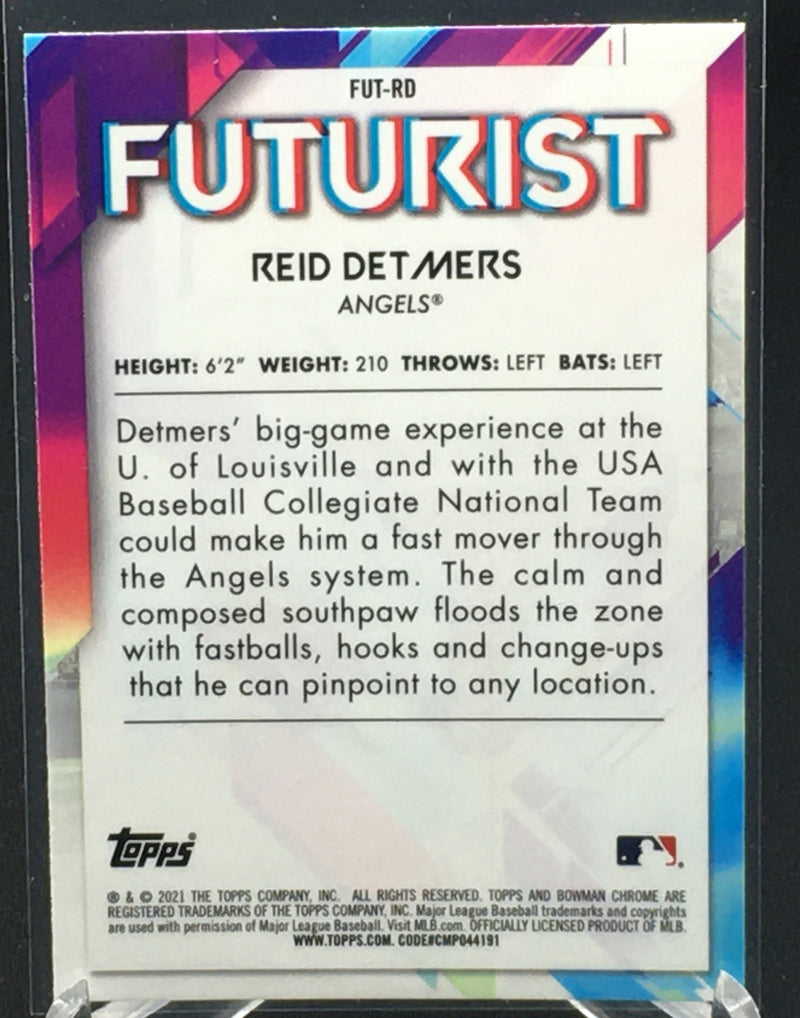 FUT-RD
FUTURIST
REID DETMERS
ANGELS®
HEIGHT: 6'2" WEIGHT: 210 THROWS: LEFT BATS: LEFT
Detmers' big-game experience at the
U. of Louisville and with the USA
Baseball Collegiate National Team
could make him a fast mover through
the Angels system. The calm and
composed southpaw floods the zone
with fastballs, hooks and change-ups
that he can pinpoint to any location.
Topps®
® & © 2021 THE TOPPS COMPANY, INC. ALL RIGHTS RESERVED. TOPPS AND BOWMAN CHROME ARE
REGISTERED TRADEMARKS OF THE TOPPS COMPANY, INC. Major League Baseball trademarks and copyrights
are used with permission of Major League Baseball. Visit MLB.com. OFFICIALLY LICENSED PRODUCT OF MLB.
WWW.TOPPS.COM. CODE#CMP044191